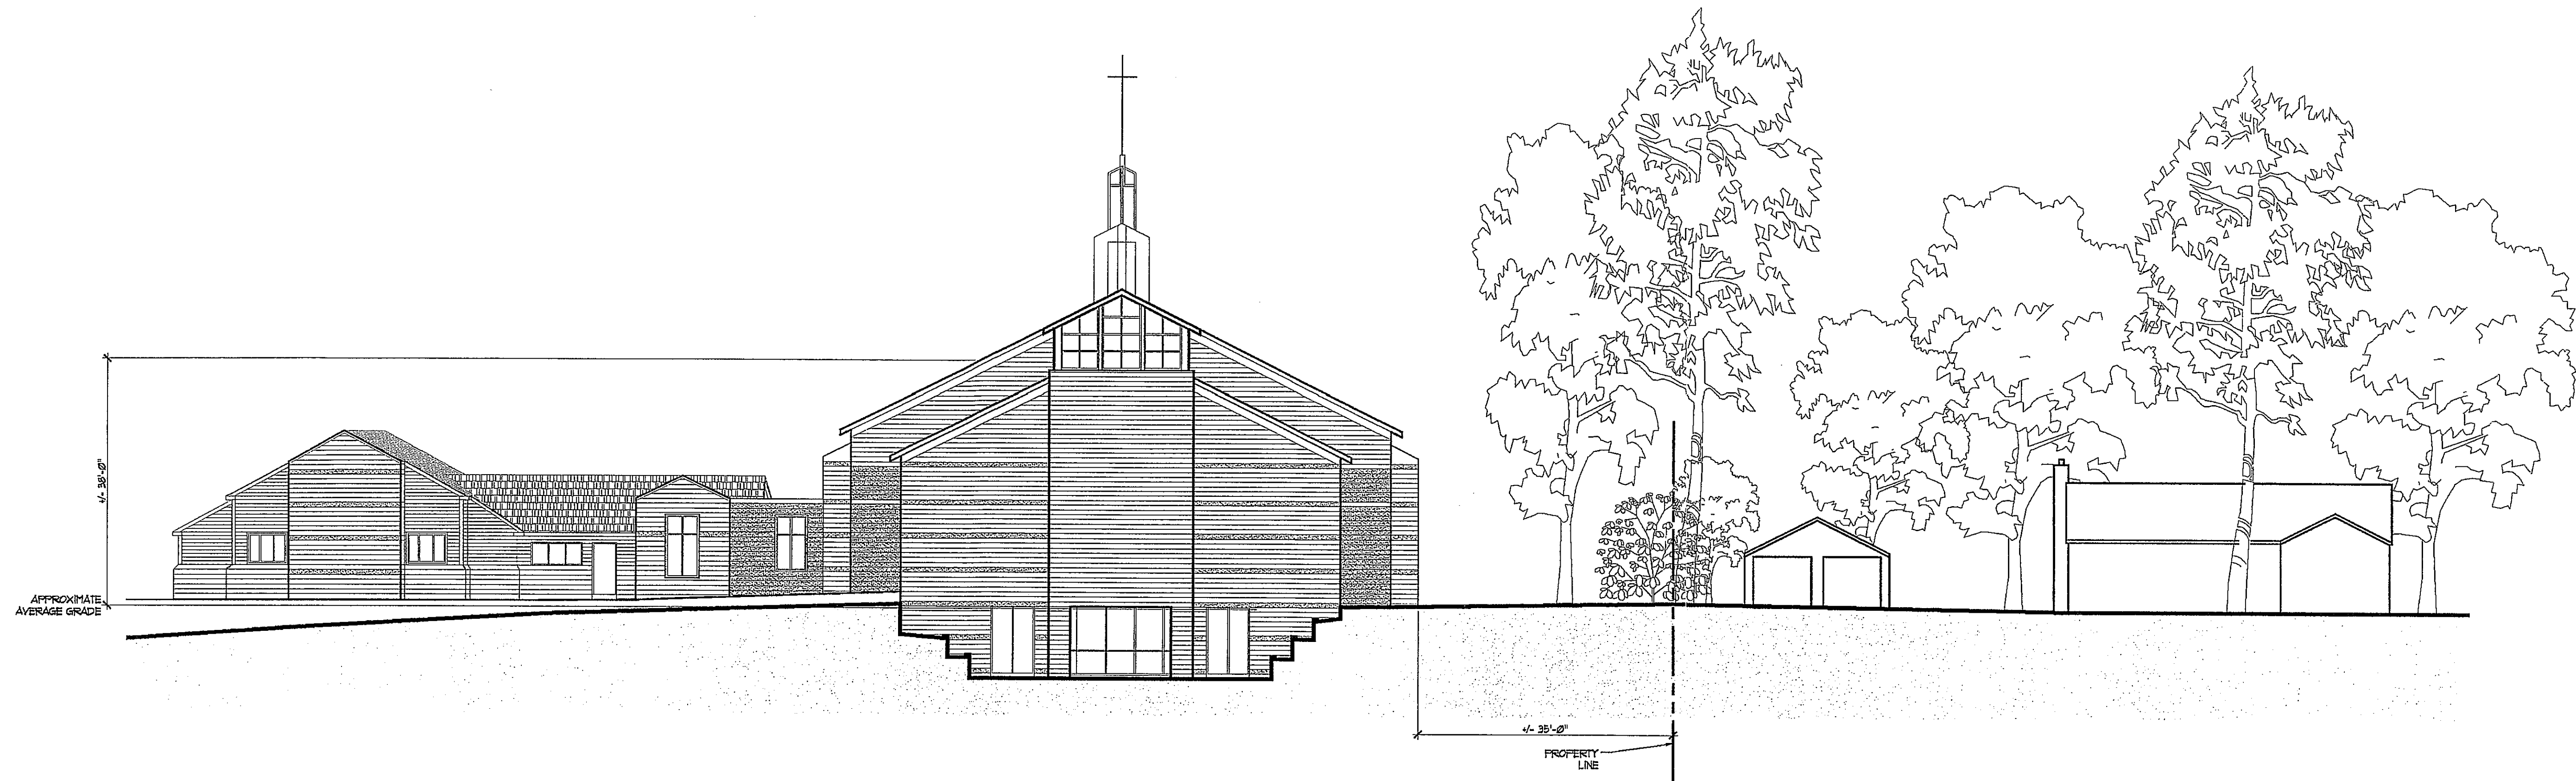 +/- 38'-0"
APPROXIMATE
AVERAGE GRADE
+/- 35'-0"
PROPERTY
LINE